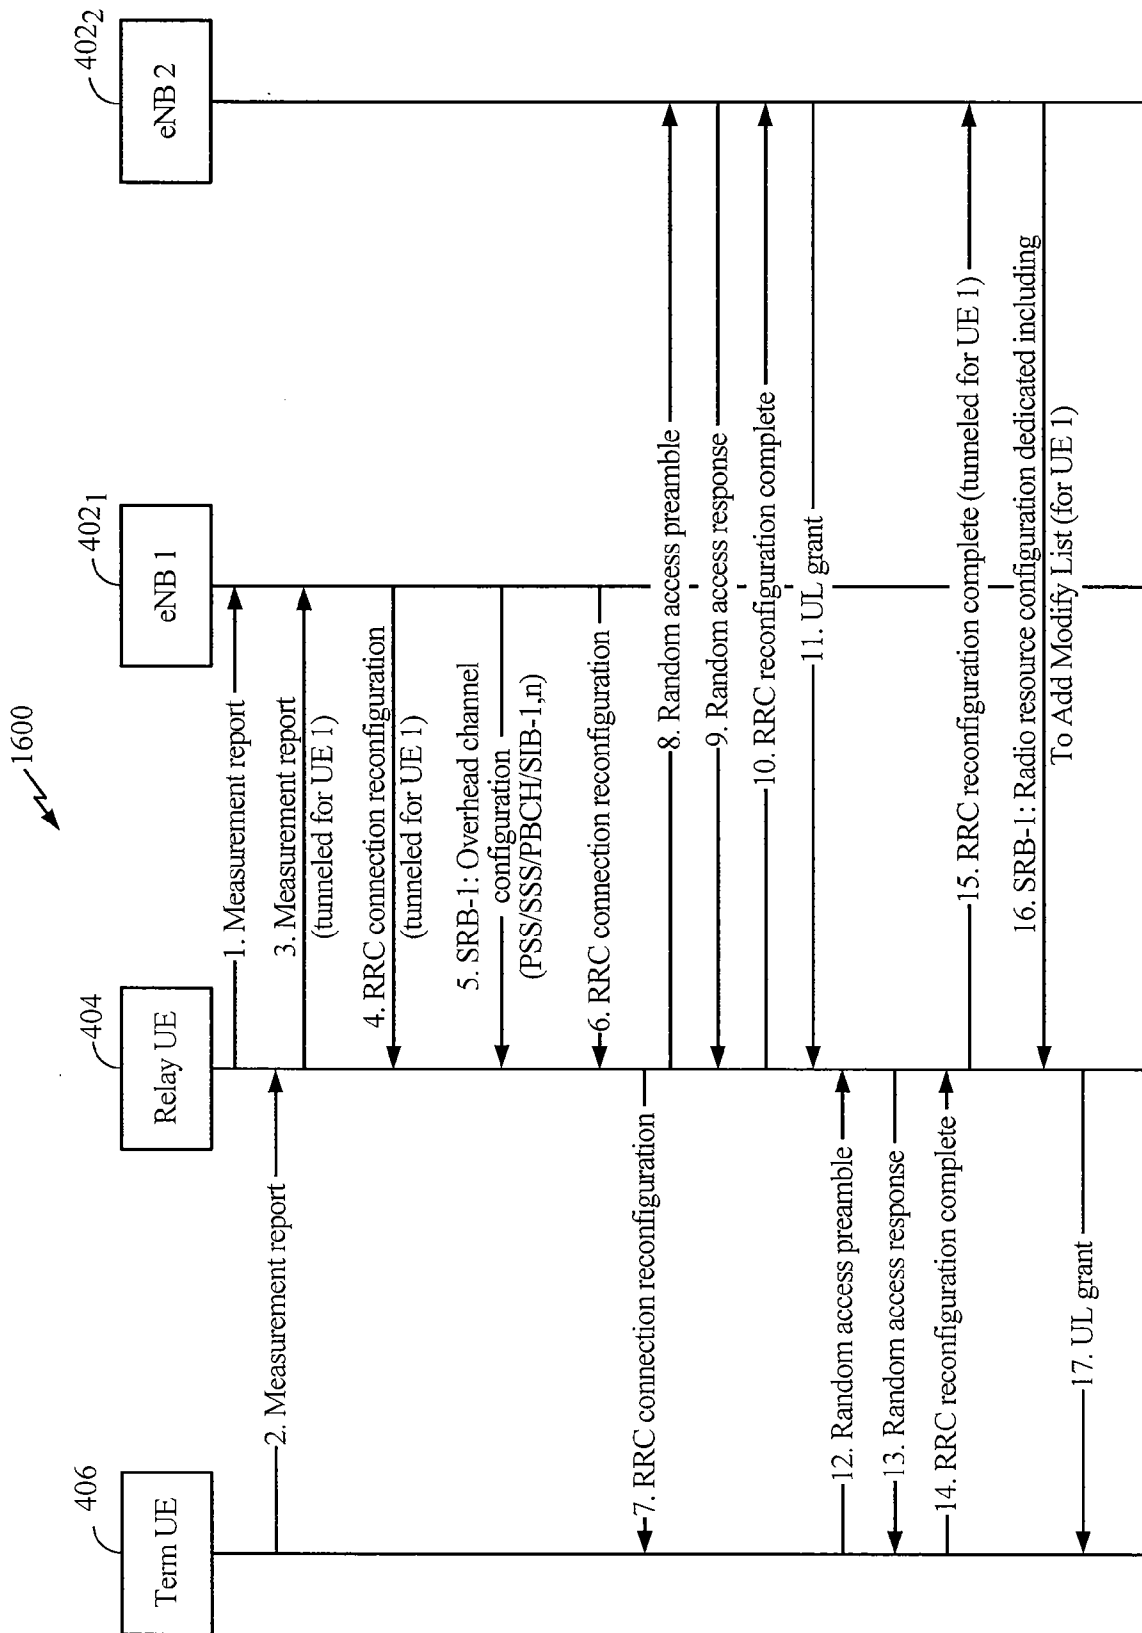 1600
406
404
402₁
402₂
Term UE
Relay UE
eNB 1
eNB 2
1. Measurement report
2. Measurement report
3. Measurement report
(tunneled for UE 1)
4. RRC connection reconfiguration
(tunneled for UE 1)
5. SRB-1: Overhead channel
configuration
(PSS/SSS/PBCH/SIB-1,n)
6. RRC connection reconfiguration
7. RRC connection reconfiguration
8. Random access preamble
9. Random access response
10. RRC reconfiguration complete
11. UL grant
12. Random access preamble
13. Random access response
14. RRC reconfiguration complete
15. RRC reconfiguration complete (tunneled for UE 1)
16. SRB-1: Radio resource configuration dedicated including
To Add Modify List (for UE 1)
17. UL grant